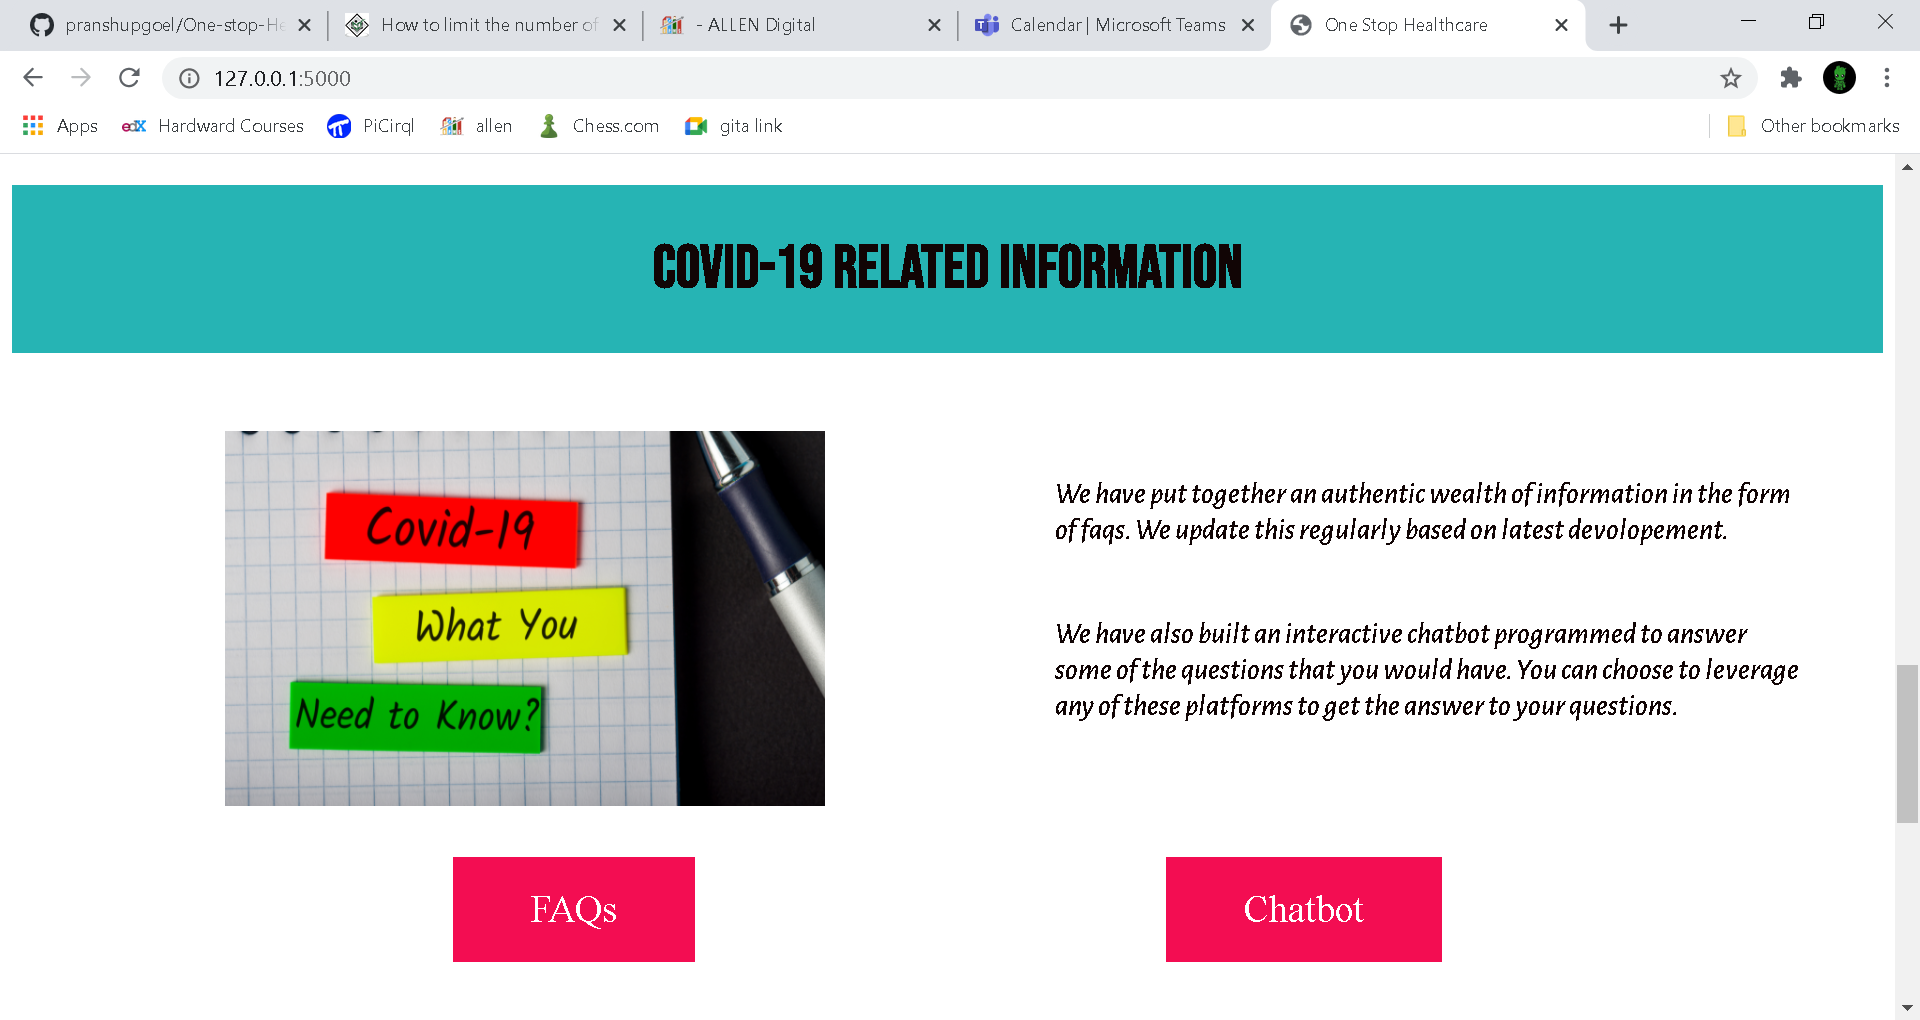 pranshupgoel/One-stop-He
How to limit the number of
- ALLEN Digital
Calendar | Microsoft Teams
One Stop Healthcare
127.0.0.1:5000
Apps
edX
Hardward Courses
PiCirql
allen
Chess.com
gita link
Other bookmarks
COVID-19 RELATED INFORMATION
Covid-19
What You
Need to Know?
We have put together an authentic wealth of information in the form
of faqs. We update this regularly based on latest devolopement.
We have also built an interactive chatbot programmed to answer
some of the questions that you would have. You can choose to leverage
any of these platforms to get the answer to your questions.
FAQs
Chatbot